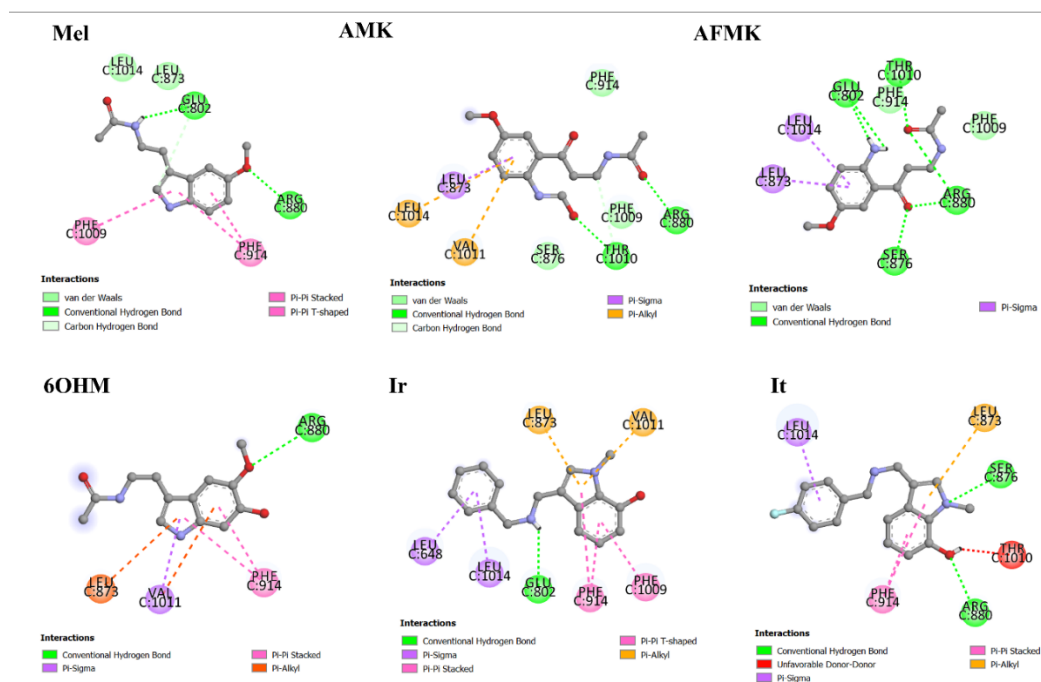 Mel
LEU
C:1014
LEU
C:873
GLU
C:802
ARG
C:880
PHE
C:1009
PHE
C:914
Interactions
van der Waals
Conventional Hydrogen Bond
Carbon Hydrogen Bond
Pi-Pi Stacked
Pi-Pi T-shaped
AMK
PHE
C:914
LEU
C:873
LEU
C:1014
VAL
C:1011
SER
C:876
PHE
C:1009
THR
C:1010
ARG
C:880
Interactions
van der Waals
Conventional Hydrogen Bond
Carbon Hydrogen Bond
Pi-Sigma
Pi-Alkyl
AFMK
THR
C:1010
GLU
C:802
PHE
C:914
PHE
C:1009
LEU
C:1014
LEU
C:873
ARG
C:880
SER
C:876
Interactions
van der Waals
Conventional Hydrogen Bond
Pi-Sigma
6OHM
ARG
C:880
LEU
C:873
VAL
C:1011
PHE
C:914
Interactions
Conventional Hydrogen Bond
Pi-Sigma
Pi-Pi Stacked
Pi-Alkyl
Ir
LEU
C:873
VAL
C:1011
LEU
C:648
LEU
C:1014
GLU
C:802
PHE
C:914
PHE
C:1009
Interactions
Conventional Hydrogen Bond
Pi-Sigma
Pi-Pi Stacked
Pi-Pi T-shaped
Pi-Alkyl
It
LEU
C:1014
LEU
C:873
SER
C:876
THR
C:1010
PHE
C:914
ARG
C:880
Interactions
Conventional Hydrogen Bond
Unfavorable Donor-Donor
Pi-Sigma
Pi-Pi Stacked
Pi-Alkyl